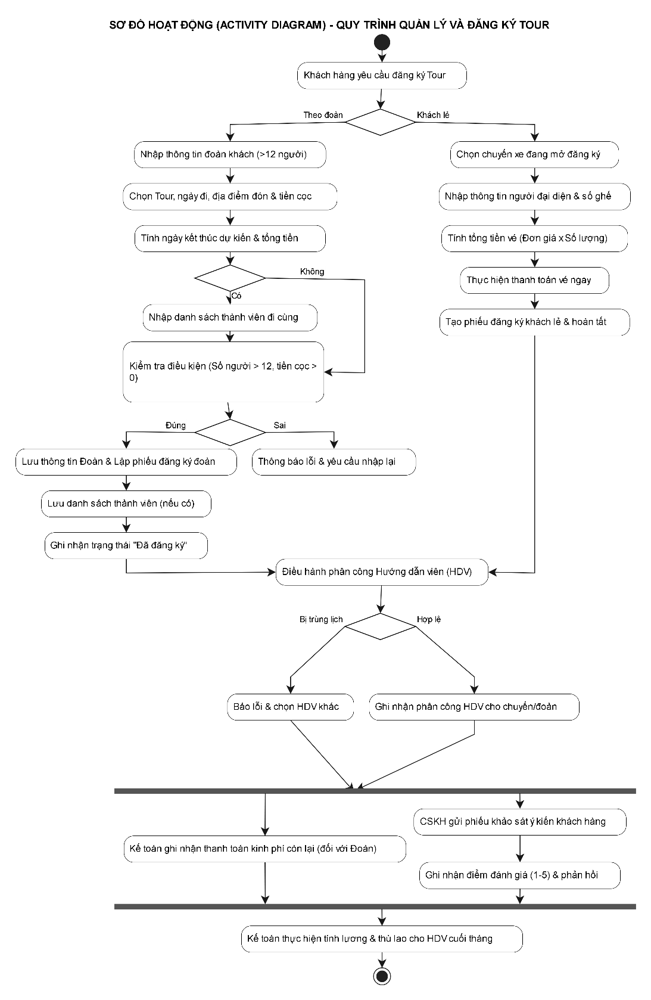 SƠ ĐỒ HOẠT ĐỘNG (ACTIVITY DIAGRAM) - QUY TRÌNH QUẢN LÝ VÀ ĐĂNG KÝ TOUR
Khách hàng yêu cầu đăng ký Tour
Theo đoàn
Khách lẻ
Nhập thông tin đoàn khách (>12 người)
Chọn chuyến xe đang mở đăng ký
Chọn Tour, ngày đi, địa điểm đón & tiền cọc
Nhập thông tin người đại diện & số ghế
Tính ngày kết thúc dự kiến & tổng tiền
Tính tổng tiền vé (Đơn giá x Số lượng)
Không
Thực hiện thanh toán vé ngay
Có
Nhập danh sách thành viên đi cùng
Tạo phiếu đăng ký khách lẻ & hoàn tất
Kiểm tra điều kiện (Số người > 12, tiền cọc >
0)
Đúng
Sai
Lưu thông tin Đoàn & Lập phiếu đăng ký đoàn
Thông báo lỗi & yêu cầu nhập lại
Lưu danh sách thành viên (nếu có)
Ghi nhận trạng thái "Đã đăng ký"
Điều hành phân công Hướng dẫn viên (HDV)
Bị trùng lịch
Hợp lệ
Báo lỗi & chọn HDV khác
Ghi nhận phân công HDV cho chuyến/đoàn
CSKH gửi phiếu khảo sát ý kiến khách hàng
Kế toán ghi nhận thanh toán kinh phí còn lại (đối với Đoàn)
Ghi nhận điểm đánh giá (1-5) & phản hồi
Kế toán thực hiện tính lương & thù lao cho HDV cuối tháng